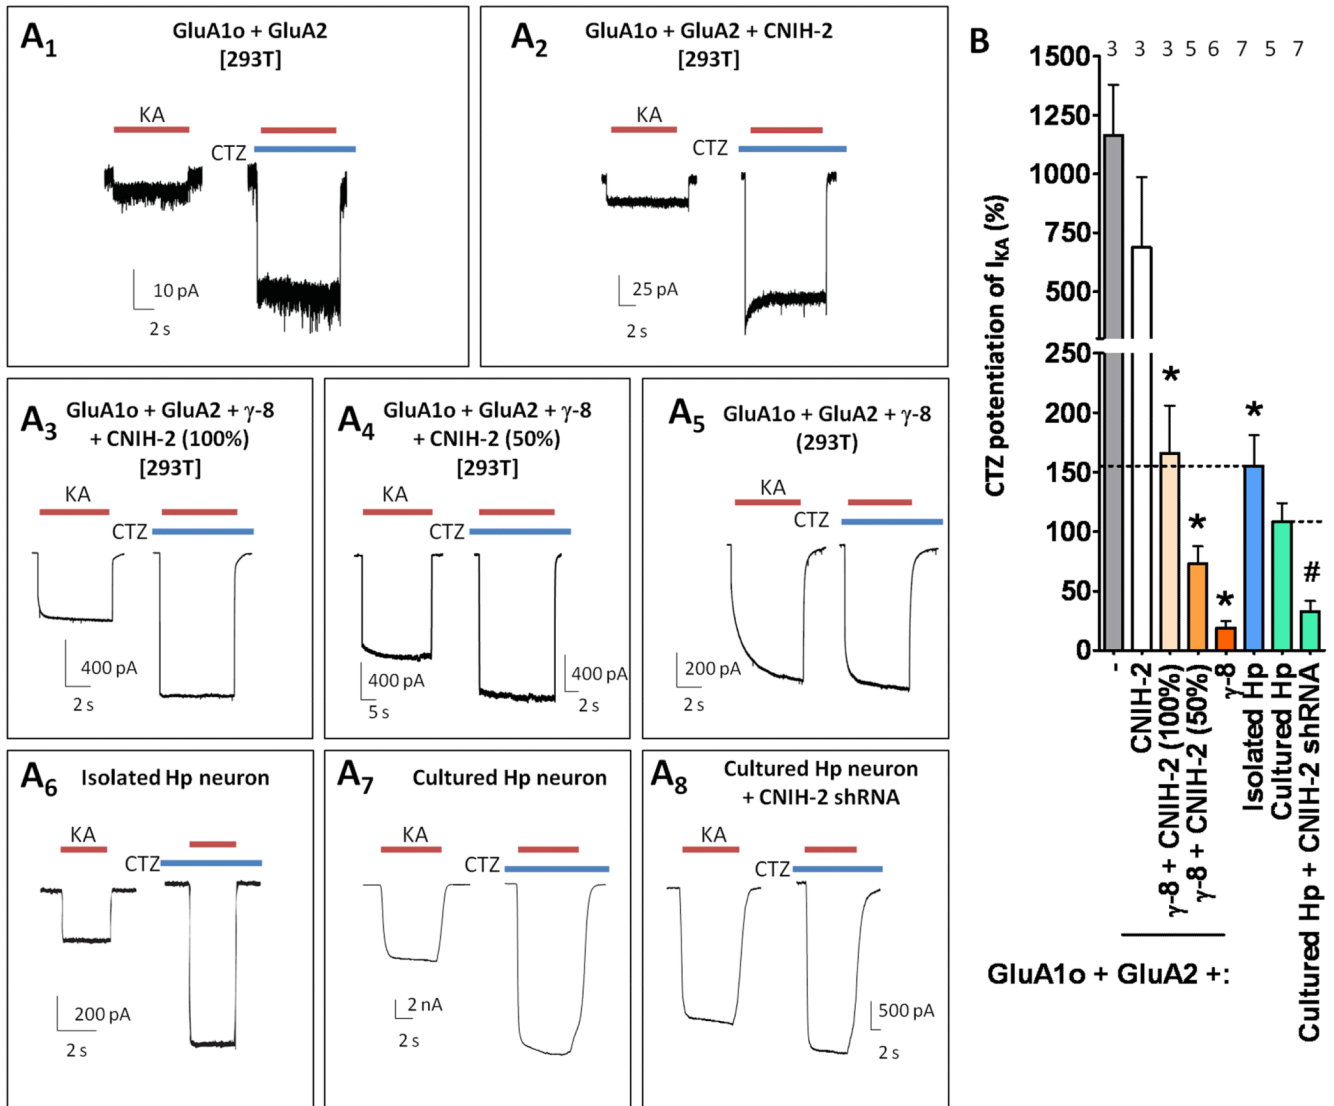 A1
GluA1o + GluA2
[293T]
KA
CTZ
10 pA
2 s
A2
GluA1o + GluA2 + CNIH-2
[293T]
KA
CTZ
25 pA
2 s
A3
GluA1o + GluA2 + γ-8
+ CNIH-2 (100%)
[293T]
KA
CTZ
400 pA
2 s
A4
GluA1o + GluA2 + γ-8
+ CNIH-2 (50%)
[293T]
KA
CTZ
400 pA
5 s
400 pA
2 s
A5
GluA1o + GluA2 + γ-8
(293T)
KA
CTZ
200 pA
2 s
A6
Isolated Hp neuron
KA
CTZ
200 pA
2 s
A7
Cultured Hp neuron
KA
CTZ
2 nA
2 s
A8
Cultured Hp neuron
+ CNIH-2 shRNA
KA
CTZ
500 pA
2 s
B
3 3 3 5 6 7 5 7
CTZ potentiation of IKA (%)
1500
1250
1000
750
500
250
200
150
100
50
0
* * * * #
-
CNIH-2
γ-8 + CNIH-2 (100%)
γ-8 + CNIH-2 (50%)
γ-8
Isolated Hp
Cultured Hp
Cultured Hp + CNIH-2 shRNA
GluA1o + GluA2 +: